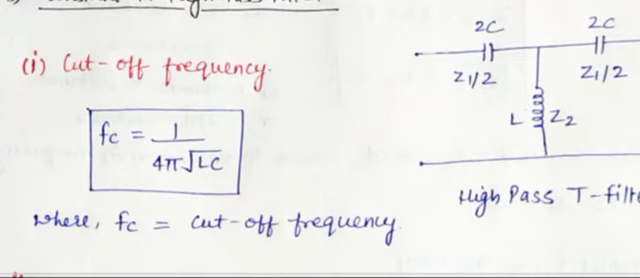 (i) Cut-off frequency.
fc = 1 / 4π√LC
where, fc = cut-off frequency.
2C 2C
Z1/2 Z1/2
L Z2
High Pass T-